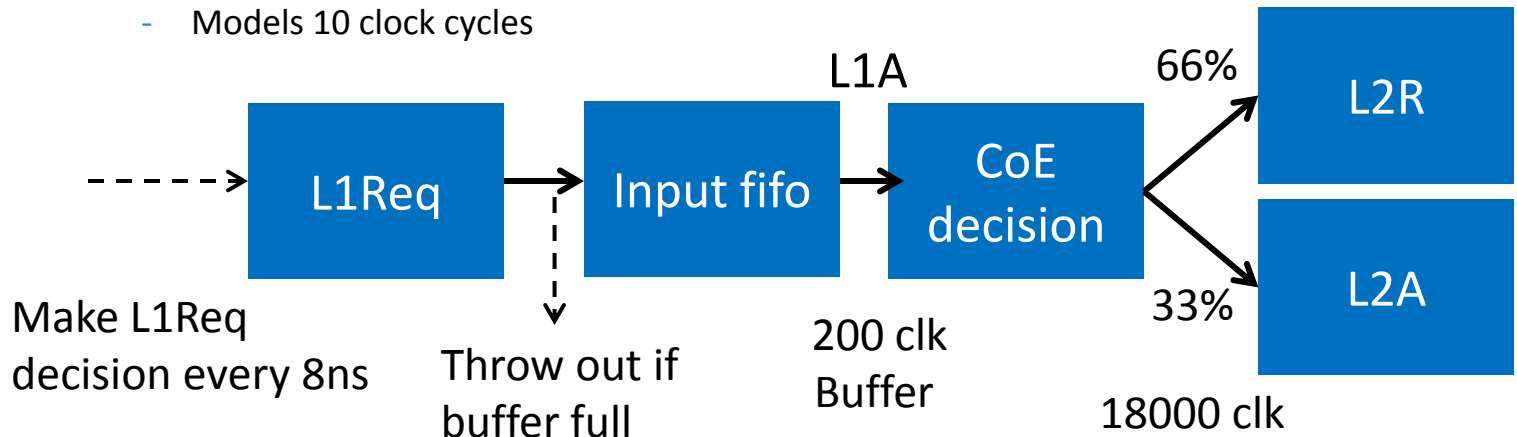 - Models 10 clock cycles
L1Req
Input fifo
L1A
CoE
decision
66%
33%
L2R
L2A
Make L1Req
decision every 8ns
Throw out if
buffer full
200 clk
Buffer
18000 clk